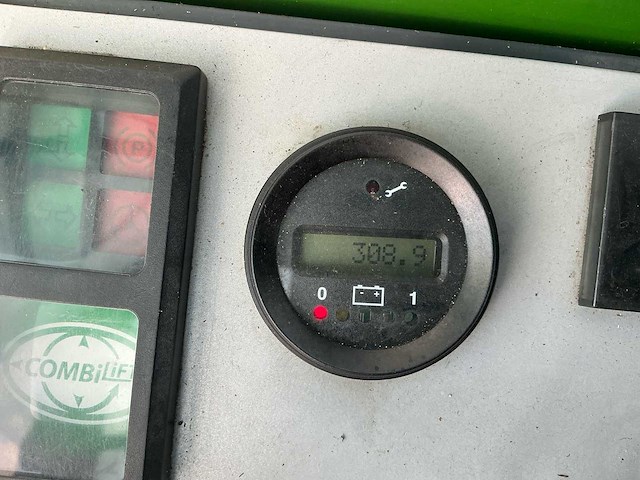 P
308.9
0 - + 1
COMBiLiFT